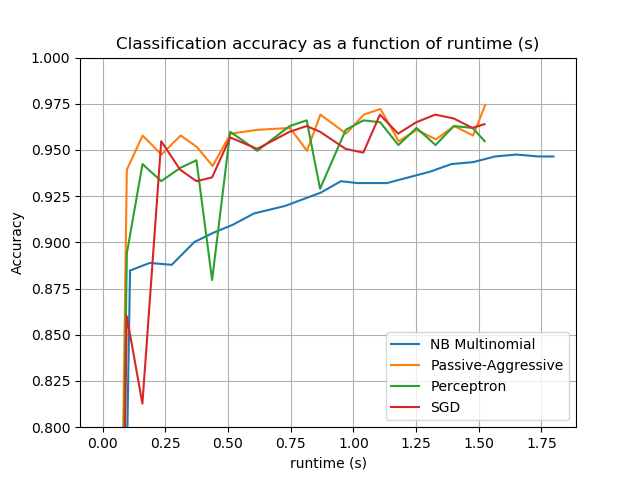 Classification accuracy as a function of runtime (s)
1.000
0.975
0.950
0.925
0.900
0.875
0.850
0.825
0.800
Accuracy
NB Multinomial
Passive-Aggressive
Perceptron
SGD
0.00 0.25 0.50 0.75 1.00 1.25 1.50 1.75
runtime (s)